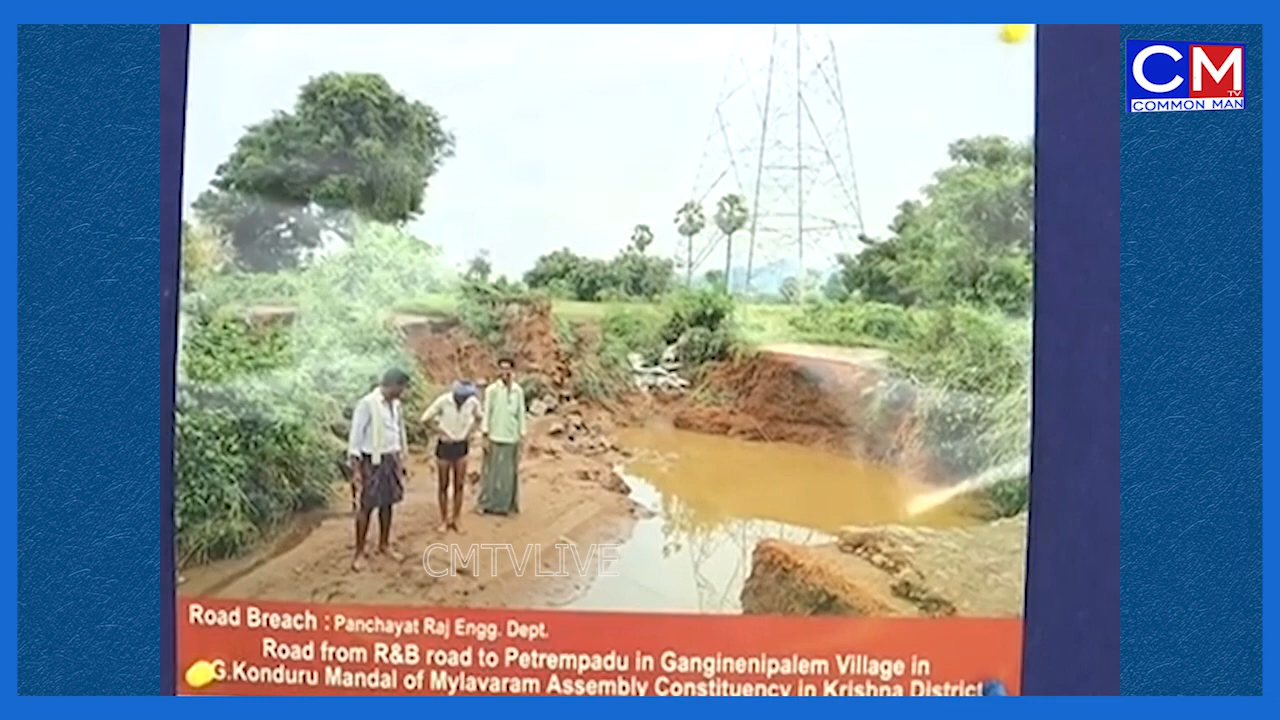 CM
TV
COMMON MAN
CMTVLIVE
Road Breach : Panchayat Raj Engg. Dept.
Road from R&B road to Petrempadu in Ganginenipalem Village in
G.Konduru Mandal of Mylavaram Assembly Constituency in Krishna District